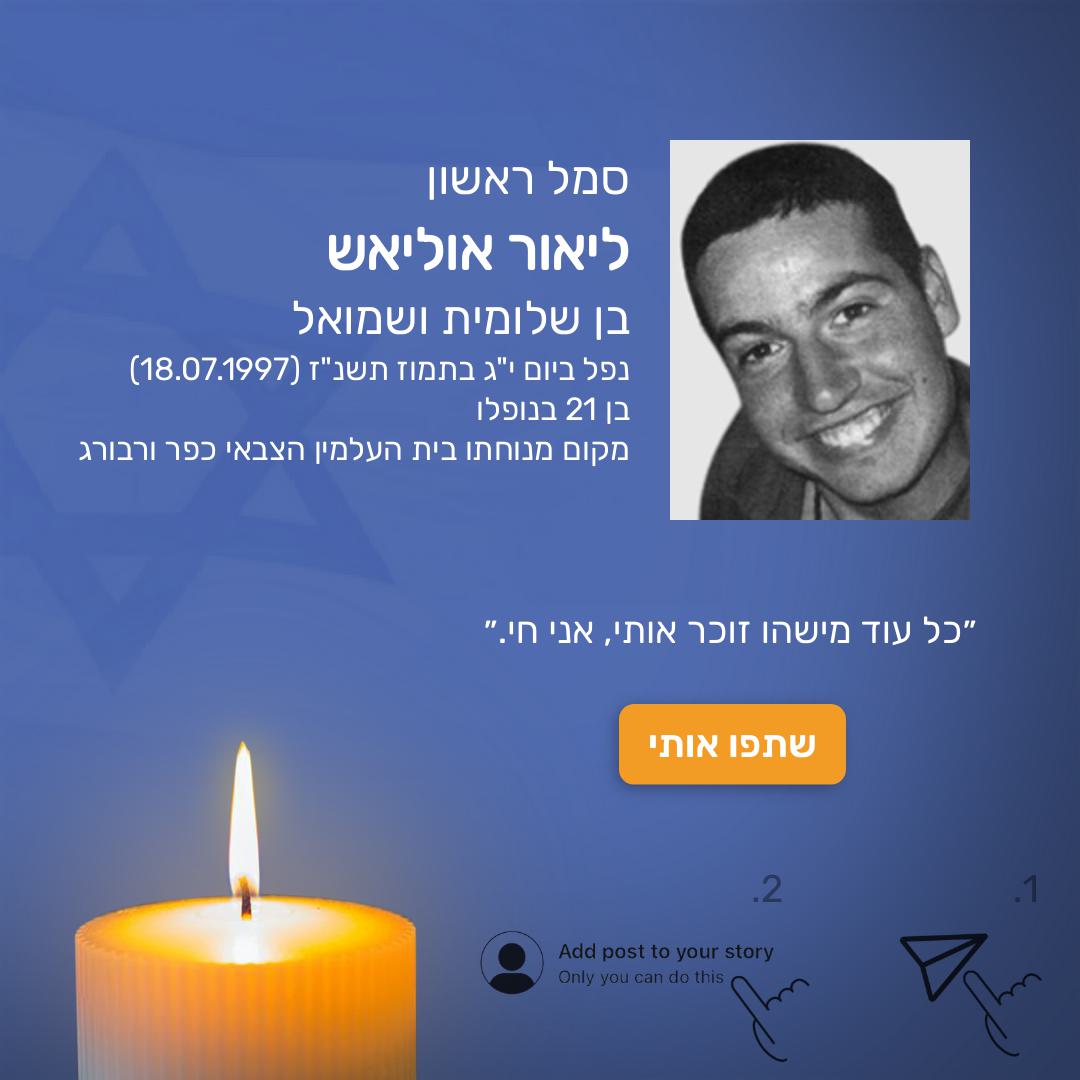 סמל ראשון
ליאור אוליאש
בן שלומית ושמואל
נפל ביום י"ג בתמוז תשנ"ז (18.07.1997)
בן 21 בנופלו
מקום מנוחתו בית העלמין הצבאי כפר ורבורג
״כל עוד מישהו זוכר אותי, אני חי.״
שתפו אותי
1.
2.
Add post to your story
Only you can do this